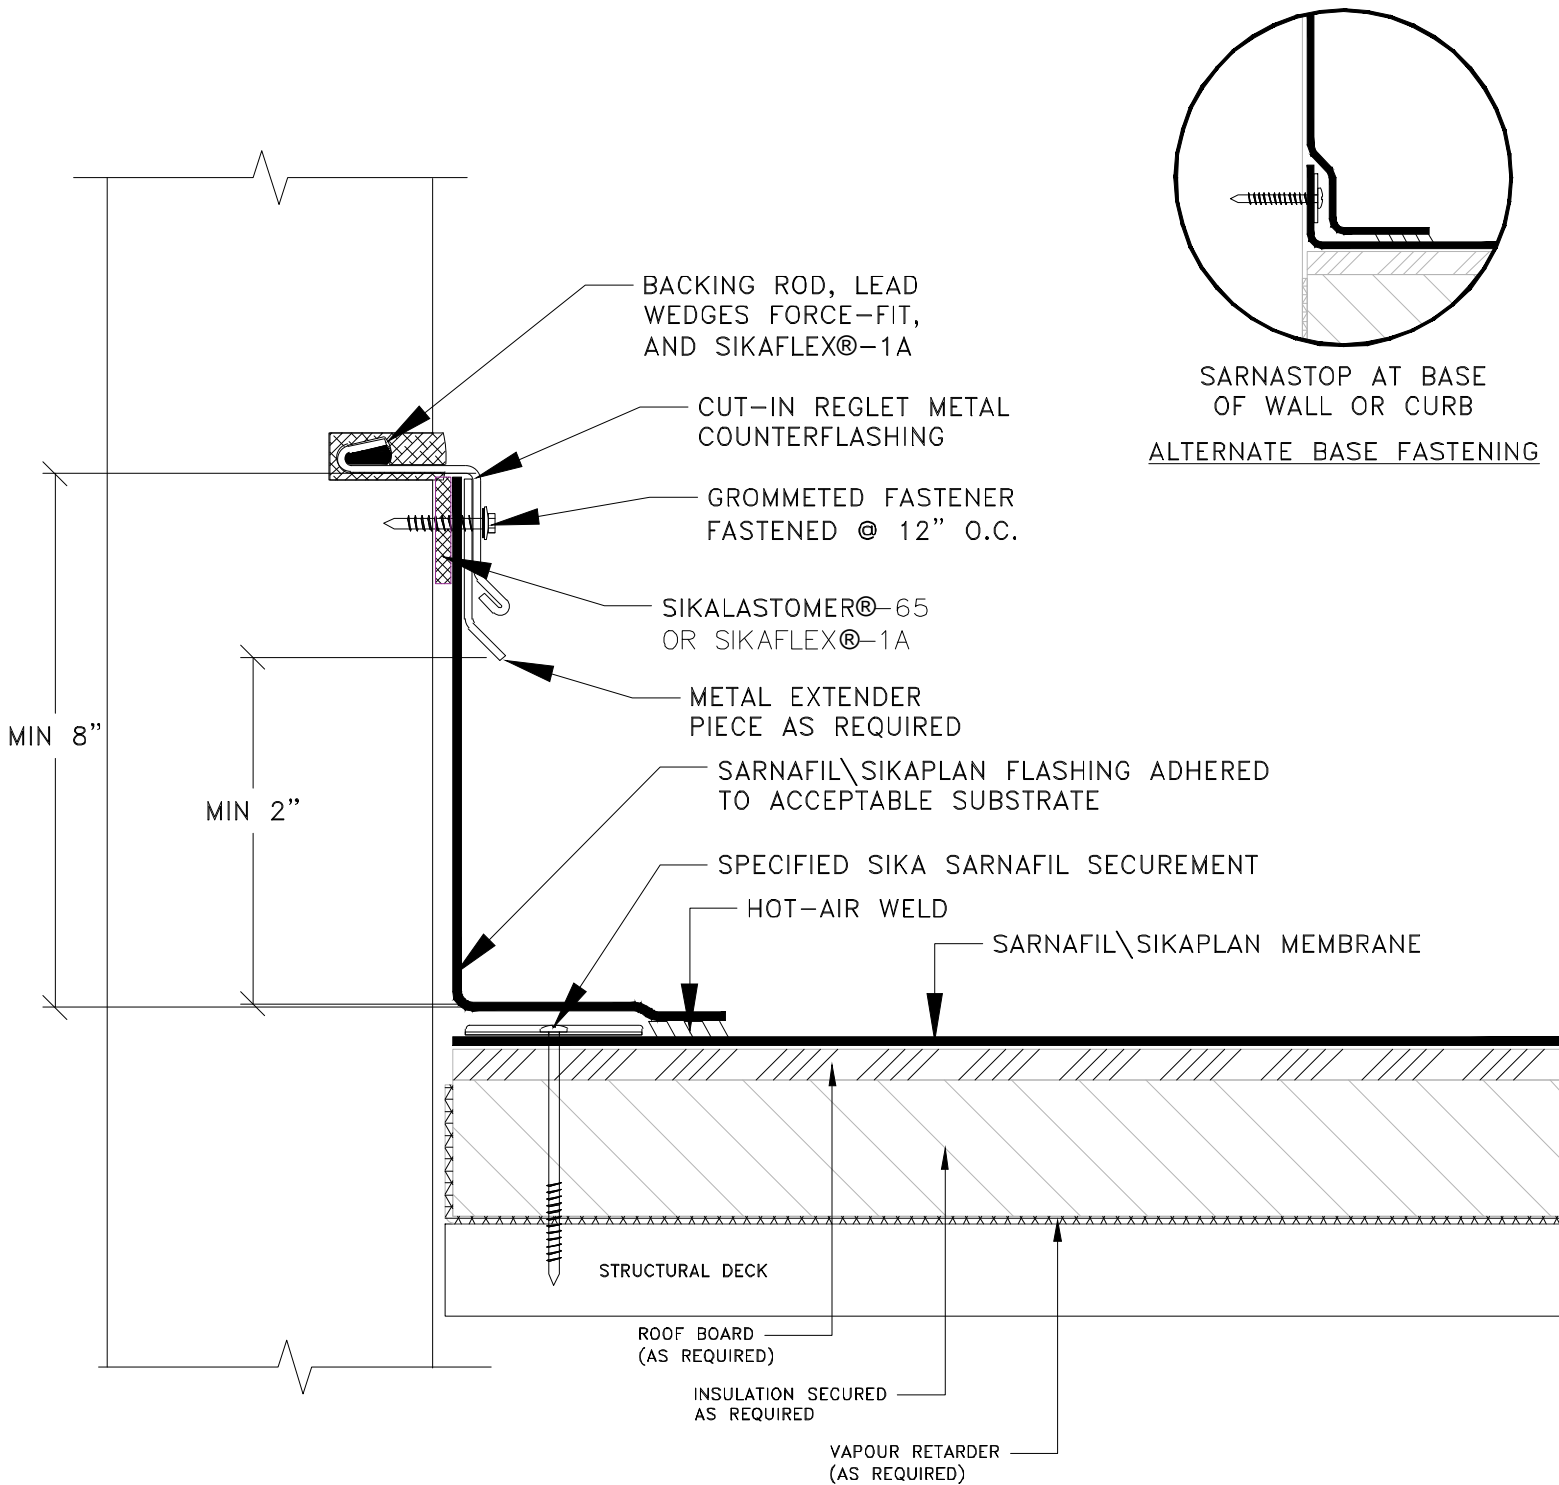 BACKING ROD, LEAD
WEDGES FORCE-FIT,
AND SIKAFLEX®-1A
CUT-IN REGLET METAL
COUNTERFLASHING
GROMMETED FASTENER
FASTENED @ 12" O.C.
SIKALASTOMER®-65
OR SIKAFLEX®-1A
METAL EXTENDER
PIECE AS REQUIRED
SARNAFIL\SIKAPLAN FLASHING ADHERED
TO ACCEPTABLE SUBSTRATE
SPECIFIED SIKA SARNAFIL SECUREMENT
HOT-AIR WELD
SARNAFIL\SIKAPLAN MEMBRANE
MIN 8"
MIN 2"
SARNASTOP AT BASE
OF WALL OR CURB
ALTERNATE BASE FASTENING
STRUCTURAL DECK
ROOF BOARD
(AS REQUIRED)
INSULATION SECURED
AS REQUIRED
VAPOUR RETARDER
(AS REQUIRED)